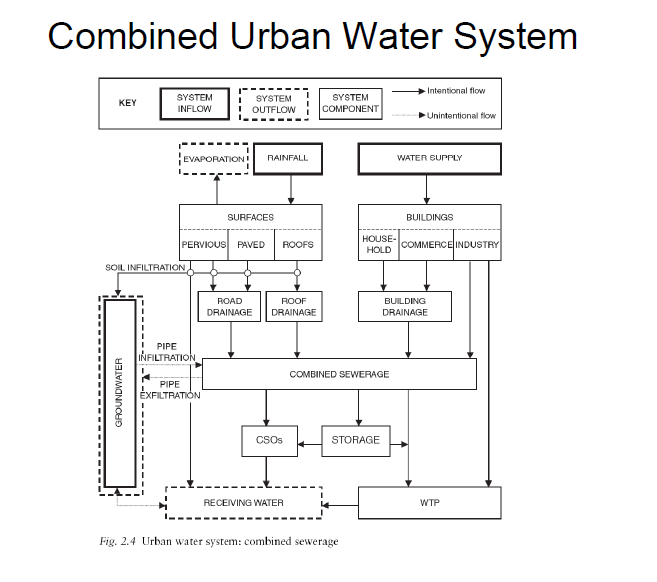 Combined Urban Water System
KEY
SYSTEM
INFLOW
SYSTEM
OUTFLOW
SYSTEM
COMPONENT
Intentional flow
Unintentional flow
EVAPORATION
RAINFALL
WATER SUPPLY
SURFACES
PERVIOUS
PAVED
ROOFS
BUILDINGS
HOUSE-
HOLD
COMMERCE
INDUSTRY
SOIL INFILTRATION
ROAD
DRAINAGE
ROOF
DRAINAGE
BUILDING
DRAINAGE
GROUNDWATER
PIPE
INFILTRATION
PIPE
EXFILTRATION
COMBINED SEWERAGE
CSOs
STORAGE
RECEIVING WATER
WTP
Fig. 2.4 Urban water system: combined sewerage